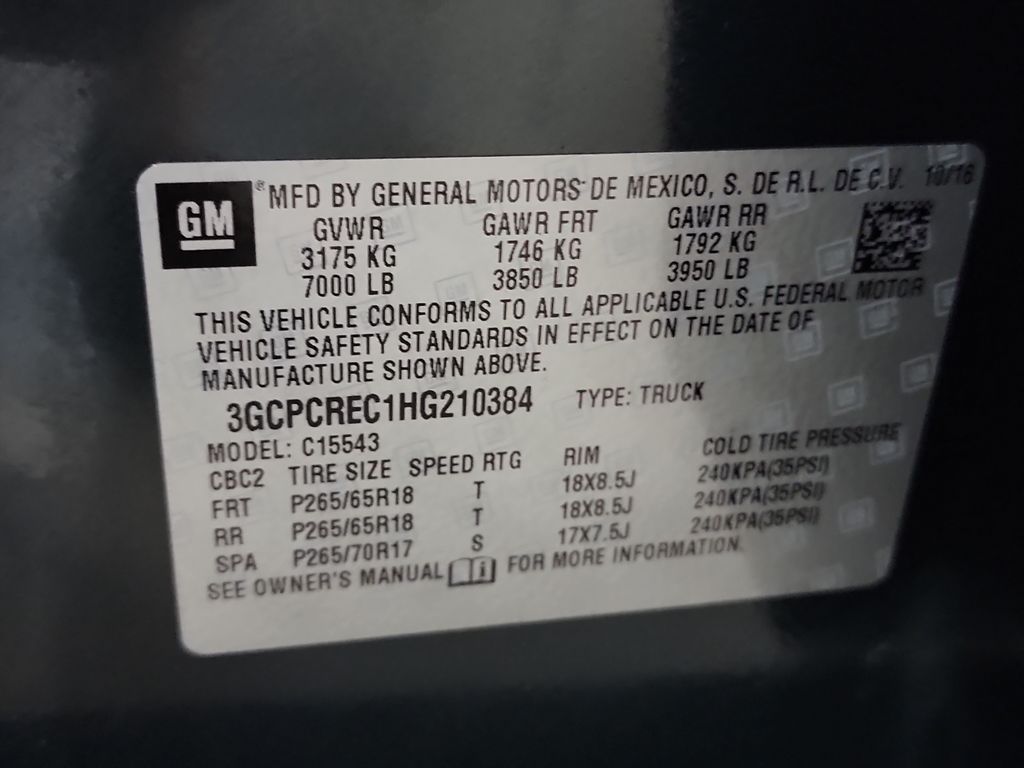 GM ® MFD BY GENERAL MOTORS DE MEXICO, S. DE R.L. DE C.V. 10/16
GVWR GAWR FRT GAWR RR
3175 KG 1746 KG 1792 KG
7000 LB 3850 LB 3950 LB
THIS VEHICLE CONFORMS TO ALL APPLICABLE U.S. FEDERAL MOTOR
VEHICLE SAFETY STANDARDS IN EFFECT ON THE DATE OF
MANUFACTURE SHOWN ABOVE.
3GCPCREC1HG210384 TYPE: TRUCK
MODEL: C15543
CBC2 TIRE SIZE SPEED RTG RIM COLD TIRE PRESSURE
FRT P265/65R18 T 18X8.5J 240KPA(35PSI)
RR P265/65R18 T 18X8.5J 240KPA(35PSI)
SPA P265/70R17 S 17X7.5J 240KPA(35PSI)
SEE OWNER'S MANUAL i FOR MORE INFORMATION.